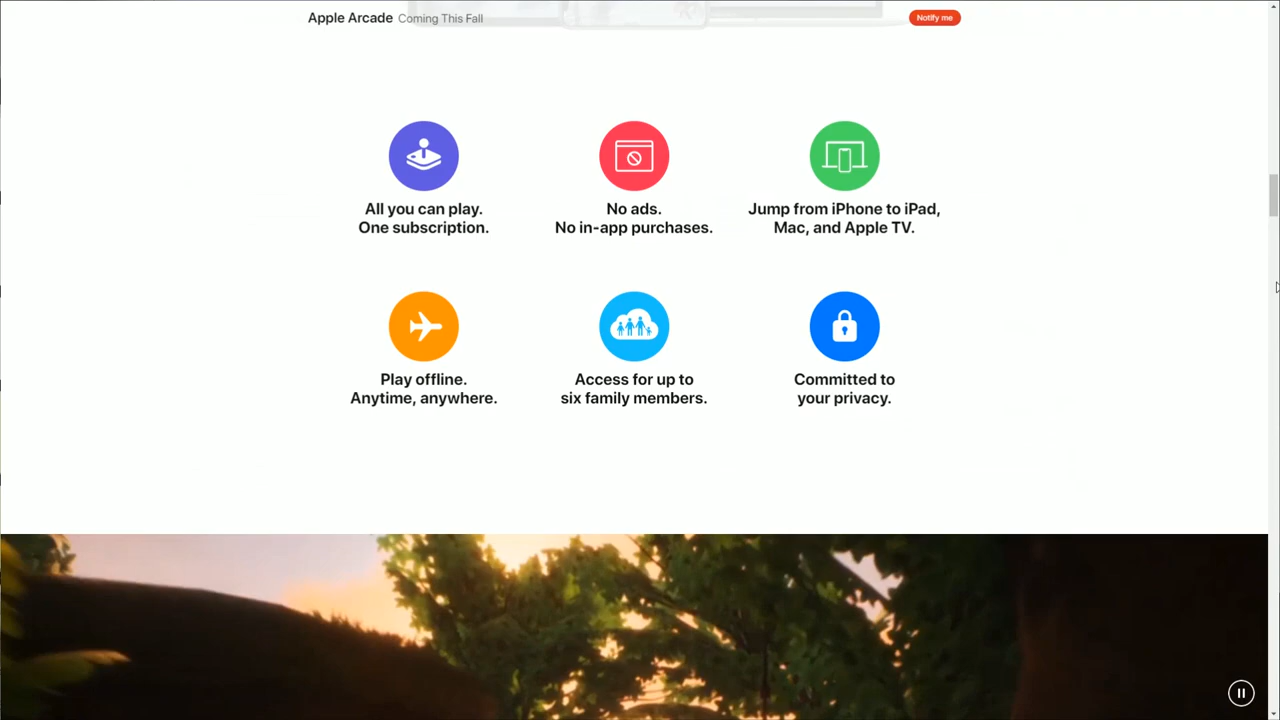 Apple Arcade Coming This Fall
Notify me
All you can play.
One subscription.
No ads.
No in-app purchases.
Jump from iPhone to iPad,
Mac, and Apple TV.
Play offline.
Anytime, anywhere.
Access for up to
six family members.
Committed to
your privacy.